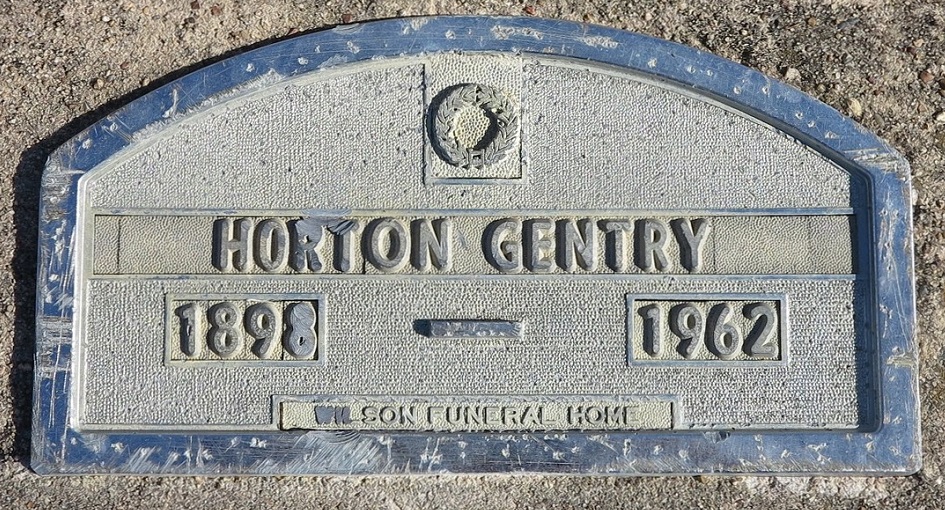 HORTON GENTRY
1898 — 1962
WILSON FUNERAL HOME